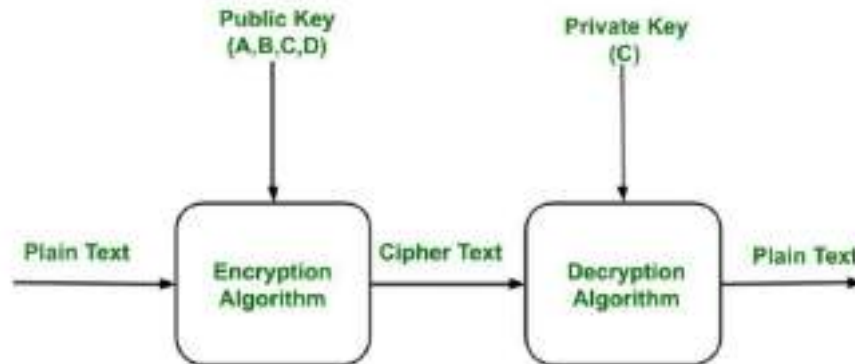 Public Key
(A,B,C,D)
Private Key
(C)
Plain Text
Encryption
Algorithm
Cipher Text
Decryption
Algorithm
Plain Text